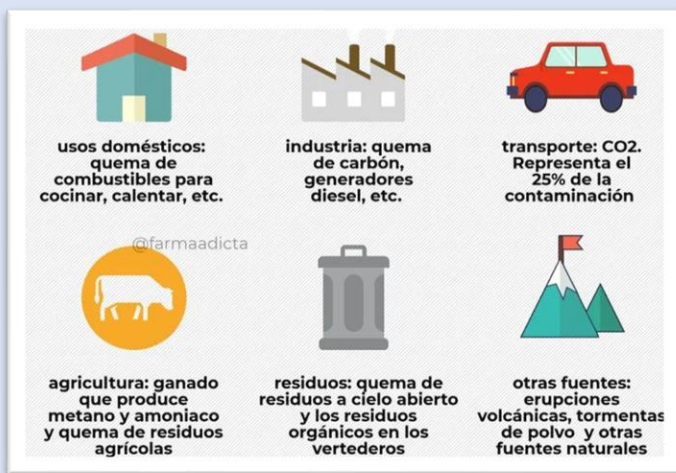 usos domésticos:
quema de
combustibles para
cocinar, calentar, etc.
industria: quema
de carbón,
generadores
diesel, etc.
transporte: CO2.
Representa el
25% de la
contaminación
@farmaadicta
agricultura: ganado
que produce
metano y amoniaco
y quema de residuos
agrícolas
residuos: quema de
residuos a cielo abierto
y los residuos
orgánicos en los
vertederos
otras fuentes:
erupciones
volcánicas, tormentas
de polvo y otras
fuentes naturales